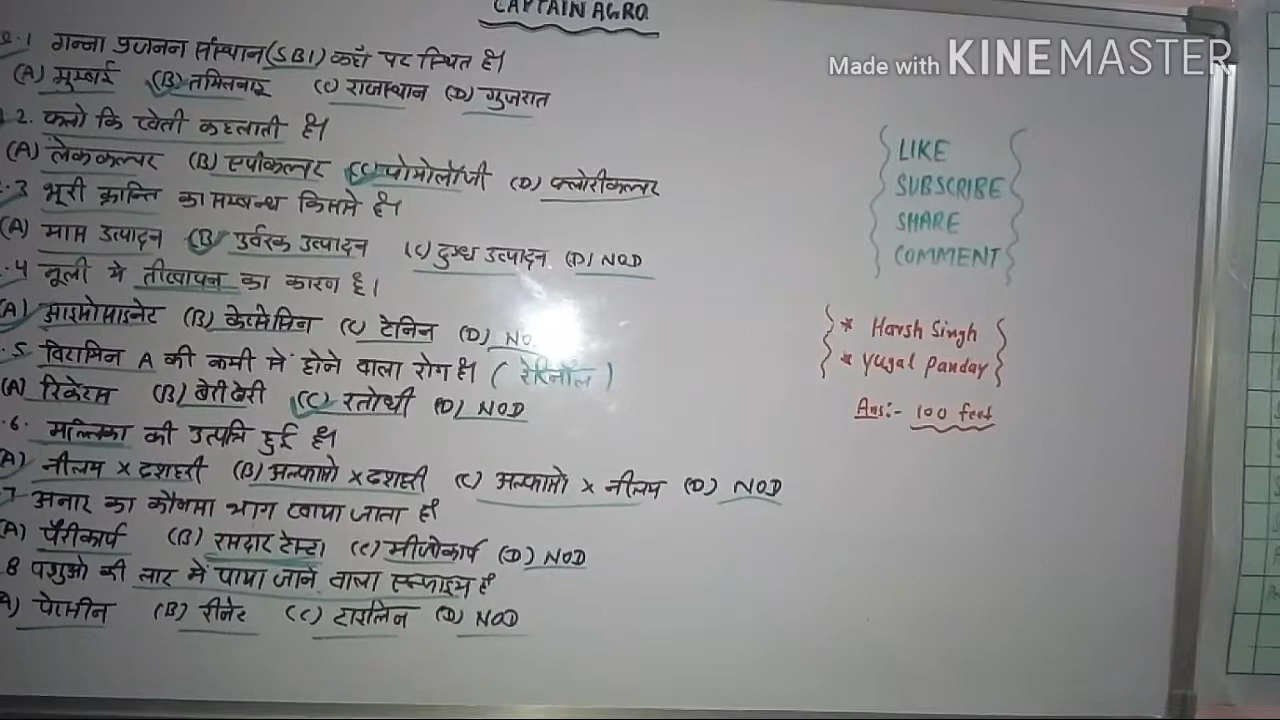 CAPTAIN AGRO
Q.1 गन्ना प्रजनन संस्थान (SBI) कहाँ पर स्थित है।
(A) मुम्बई (B) तमिलनाडू (C) राजस्थान (D) गुजरात
2. फलो कि खेती कहलाती है।
(A) लेककल्चर (B) एपीकल्चर (C) पोमोलॉजी (D) फ्लोरीकल्चर
3 भूरी क्रान्ति का सम्बन्ध किससे है।
(A) मास उत्पादन (B) उर्वरक उत्पादन (C) दुग्ध उत्पादन (D) NOD
4 मूली मे तीखापन का कारण है।
(A) आइसोसाइनेट (B) केप्सेसिन (C) टेनिन (D) NO
5 विटामिन A की कमी में होने वाला रोग है। (रेटिनॉल)
(A) रिकेट्स (B) बेरीबेरी (C) रतोंधी (D) NOD
6. मल्लिका की उत्पत्ति हुई है।
A) नीलम x दशहरी (B) अल्फान्सो x दशहरी (C) अल्फान्सो x नीलम (D) NOD
7 अनार का कौनसा भाग खाया जाता है
(A) पेरीकार्प (B) रसदार टेस्टा (C) मीजोकार्प (D) NOD
8 पशुओ की लार में पाया जाने वाला एन्जाइम है
A) पेप्सीन (B) रीनेट (C) टायलिन (D) NOD
Made with KINEMASTER
LIKE
SUBSCRIBE
SHARE
COMMENT
* Harsh Singh
* Yugal Panday
Ans:- 100 feet